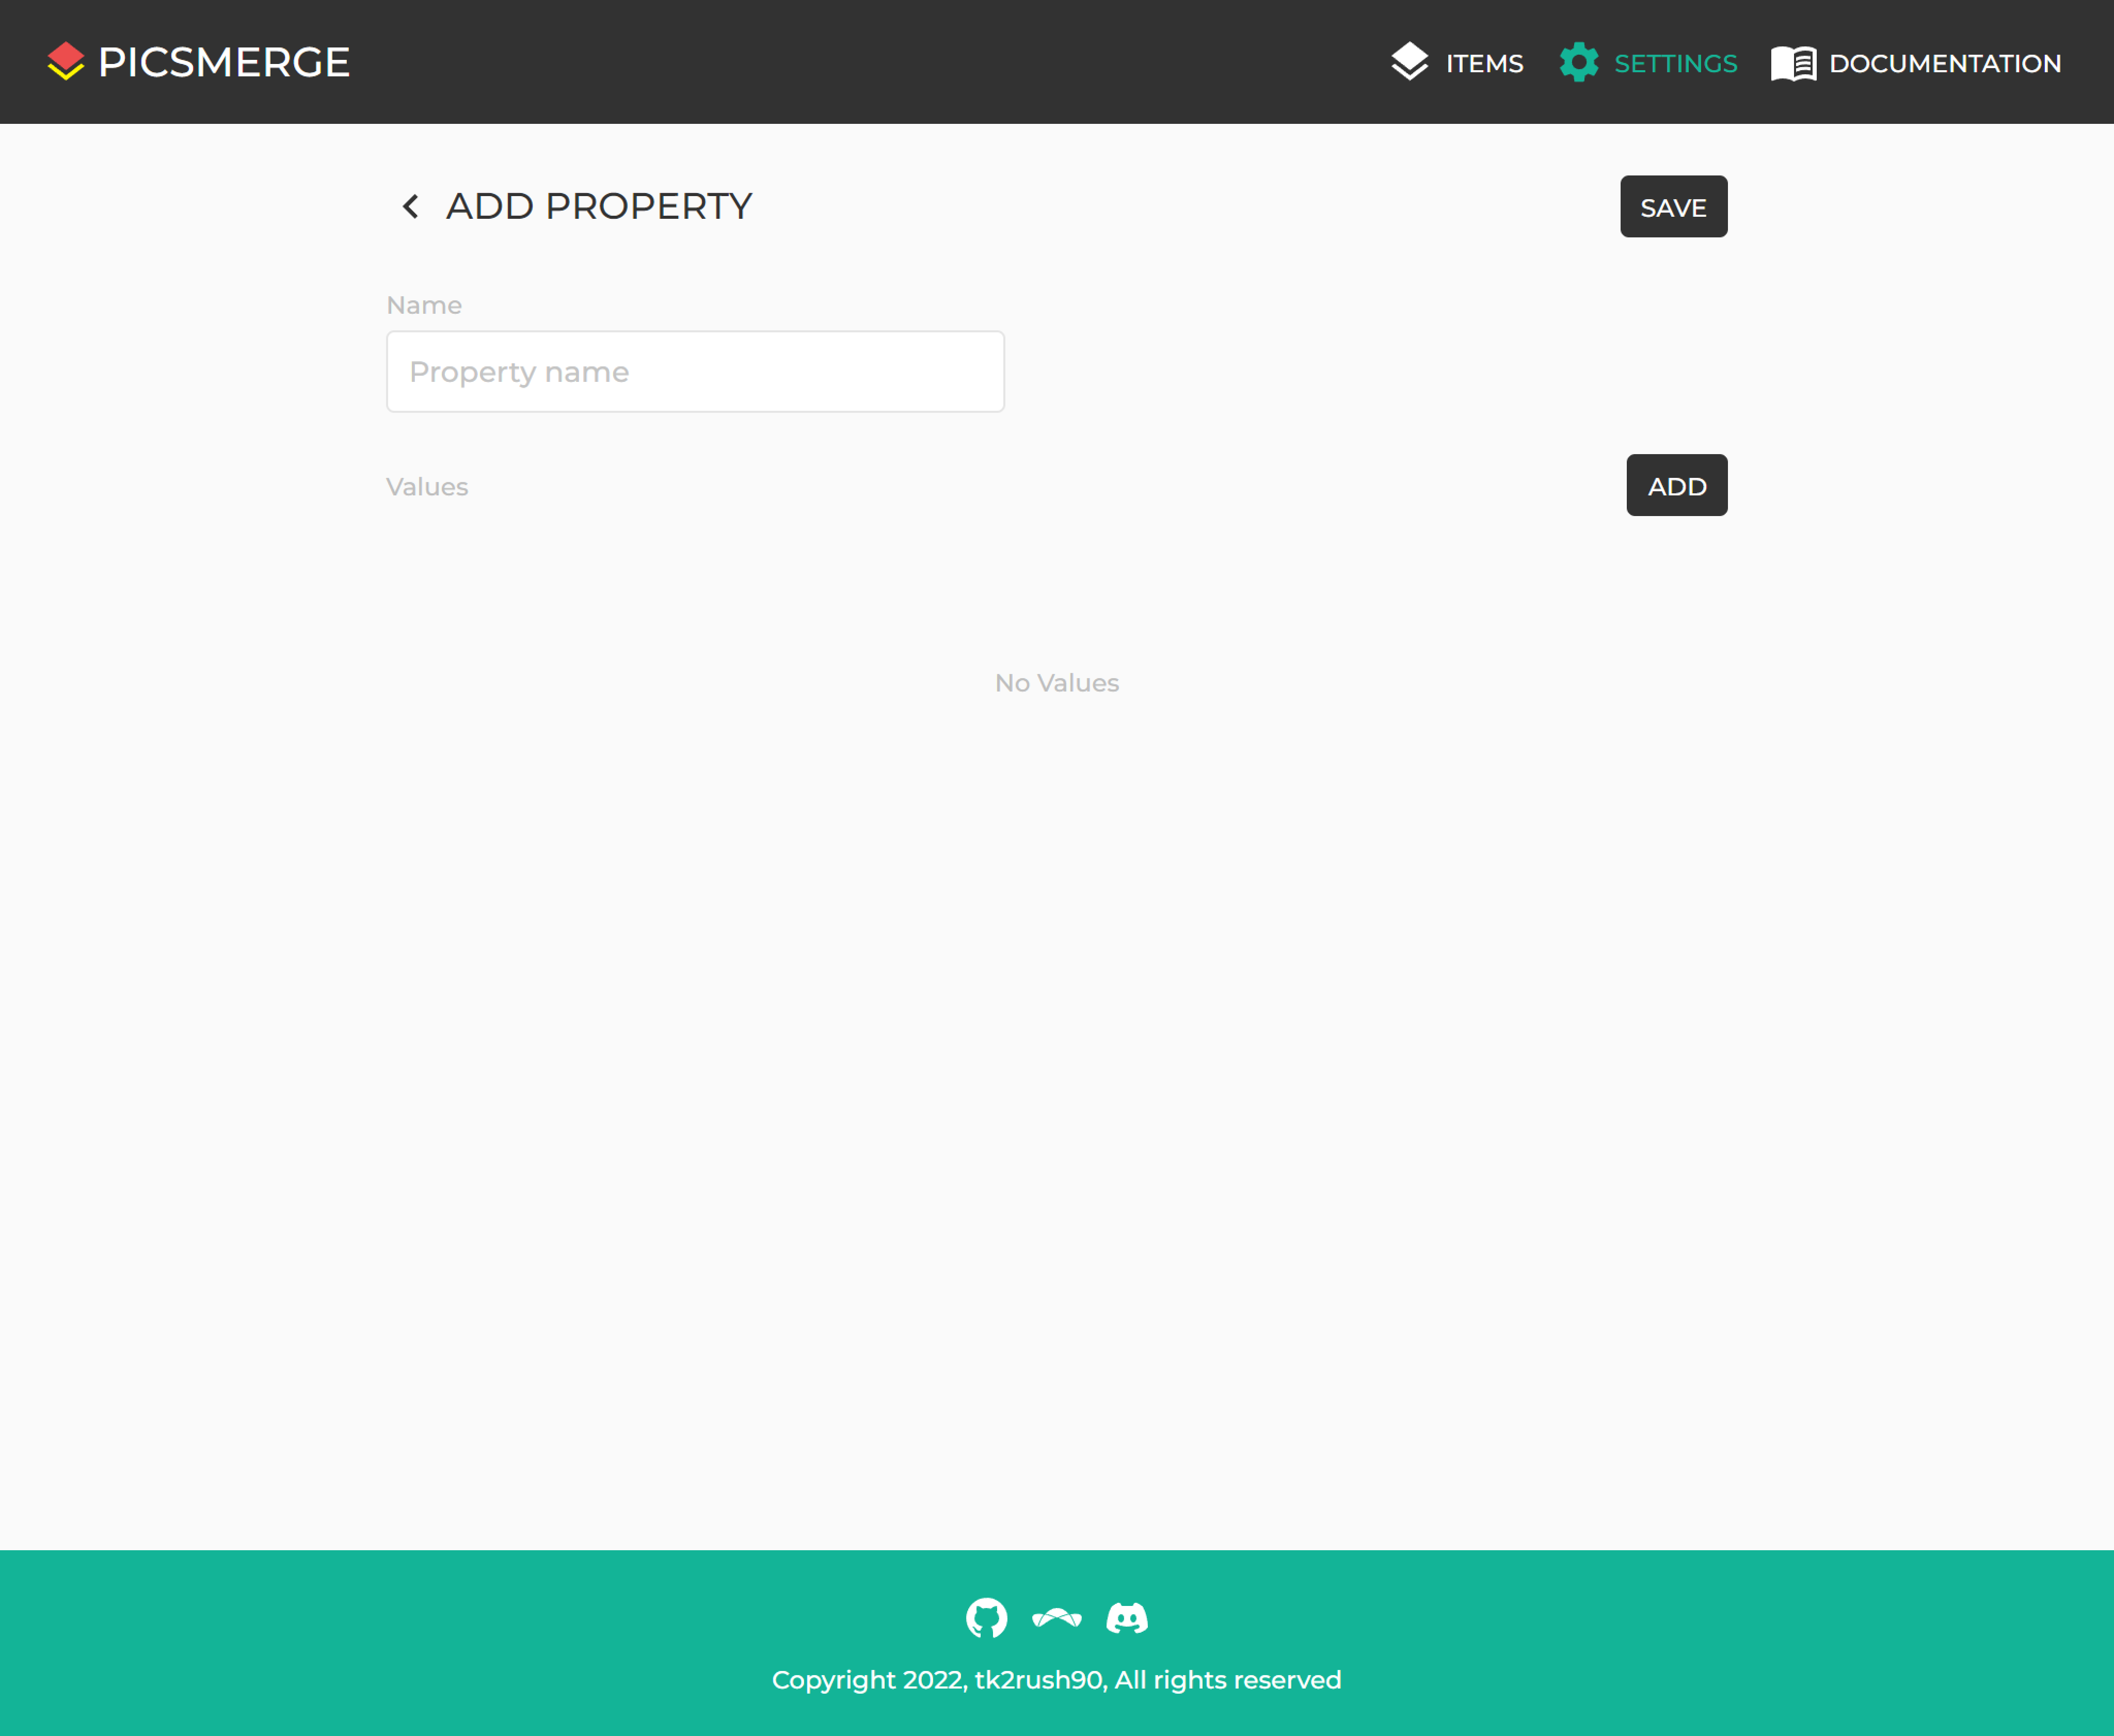 PICSMERGE
ITEMS
SETTINGS
DOCUMENTATION
ADD PROPERTY
SAVE
Name
Property name
Values
ADD
No Values
Copyright 2022, tk2rush90, All rights reserved